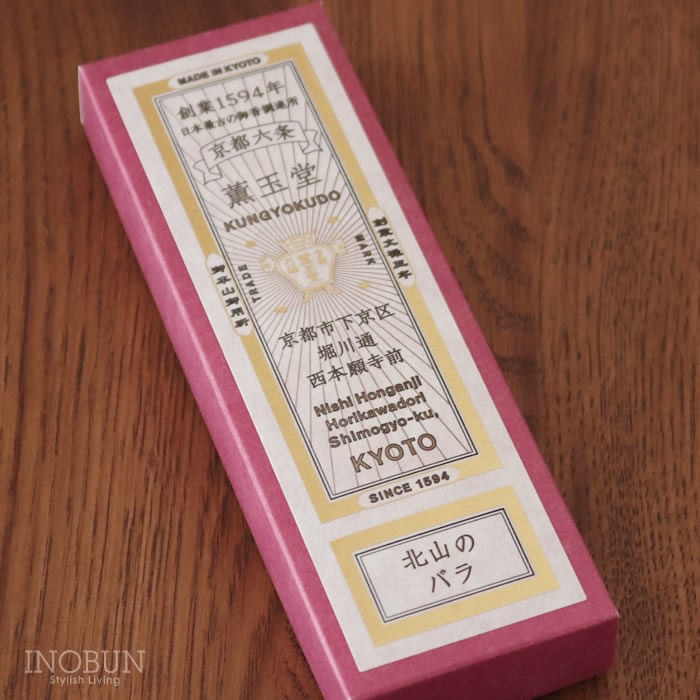 MADE IN KYOTO
創業1594年
日本最古の御香調進所
京都六条
薫玉堂
KUNGYOKUDO
TRADE
MARK
京都市下京区
堀川通
西本願寺前
Nishi Honganji
Horikawadori
Shimogyo-ku,
KYOTO
SINCE 1594
北山の
バラ
INOBUN
Stylish Living